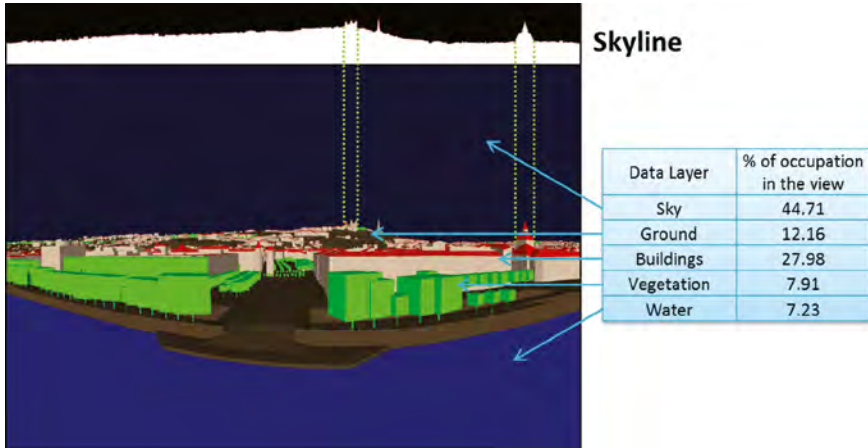 Skyline
Data Layer % of occupation in the view
Sky 44.71
Ground 12.16
Buildings 27.98
Vegetation 7.91
Water 7.23